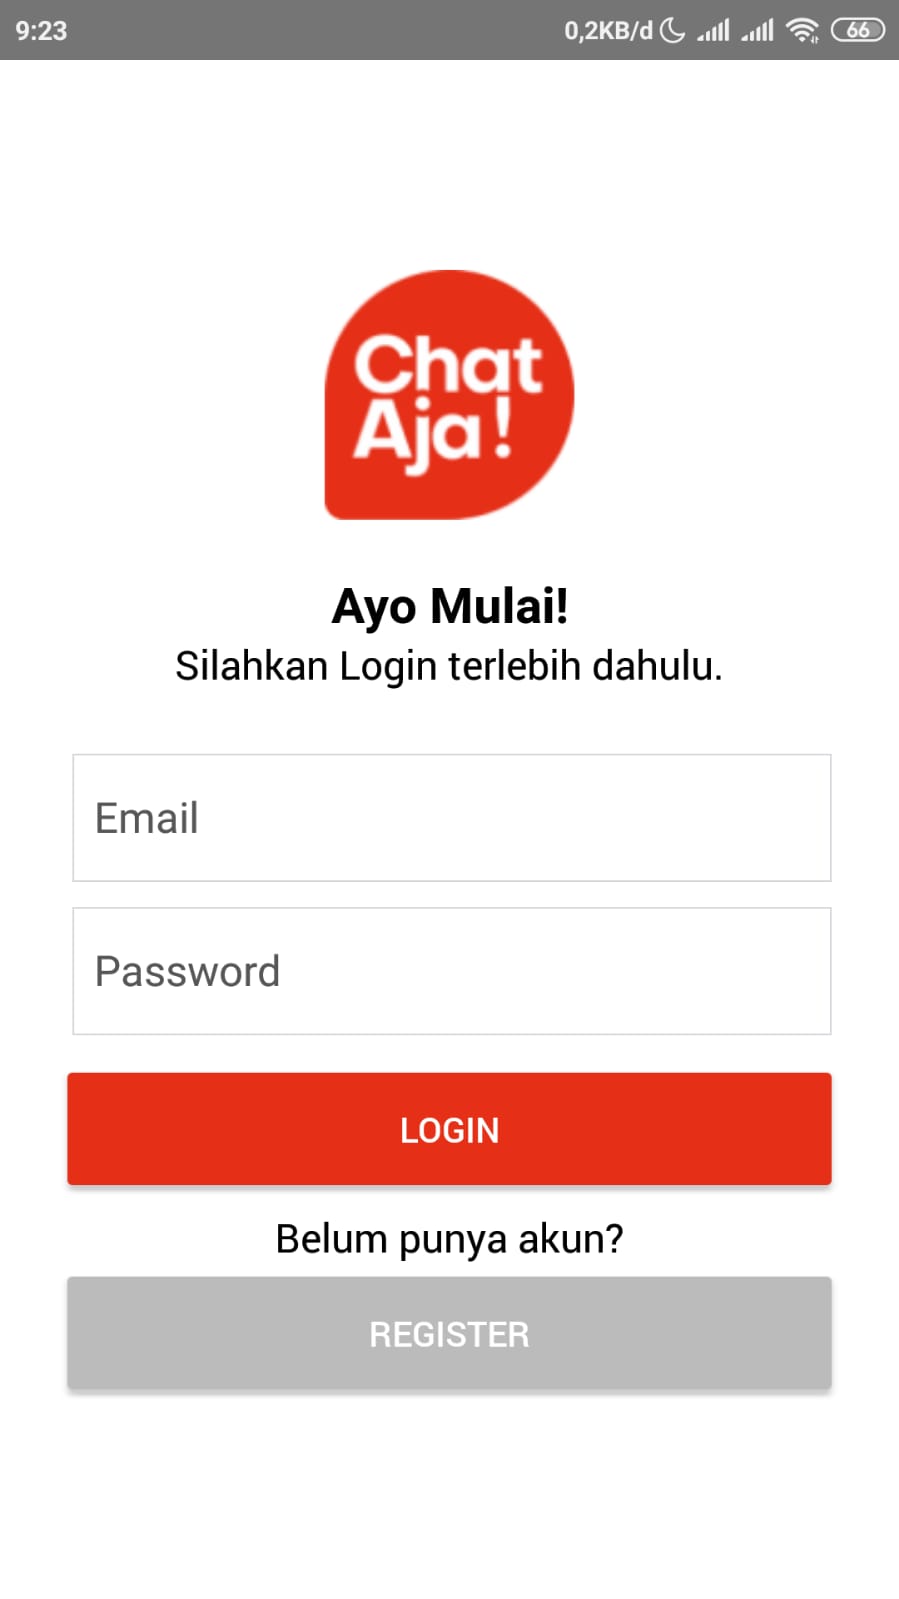 9:23 0,2KB/d 66
Chat
Aja!
Ayo Mulai!
Silahkan Login terlebih dahulu.
Email
Password
LOGIN
Belum punya akun?
REGISTER